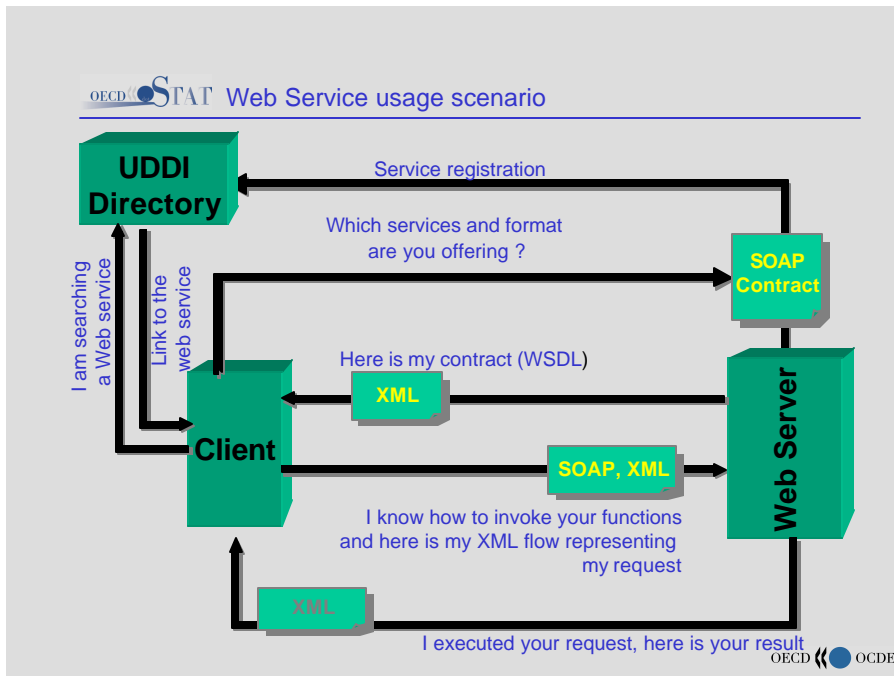 OECD STAT Web Service usage scenario
UDDI
Directory
Service registration
Which services and format
are you offering ?
SOAP
Contract
I am searching
a Web service
Link to the
web service
Here is my contract (WSDL)
XML
Client
Web Server
SOAP, XML
I know how to invoke your functions
and here is my XML flow representing
my request
XML
I executed your request, here is your result
OECD OCDE